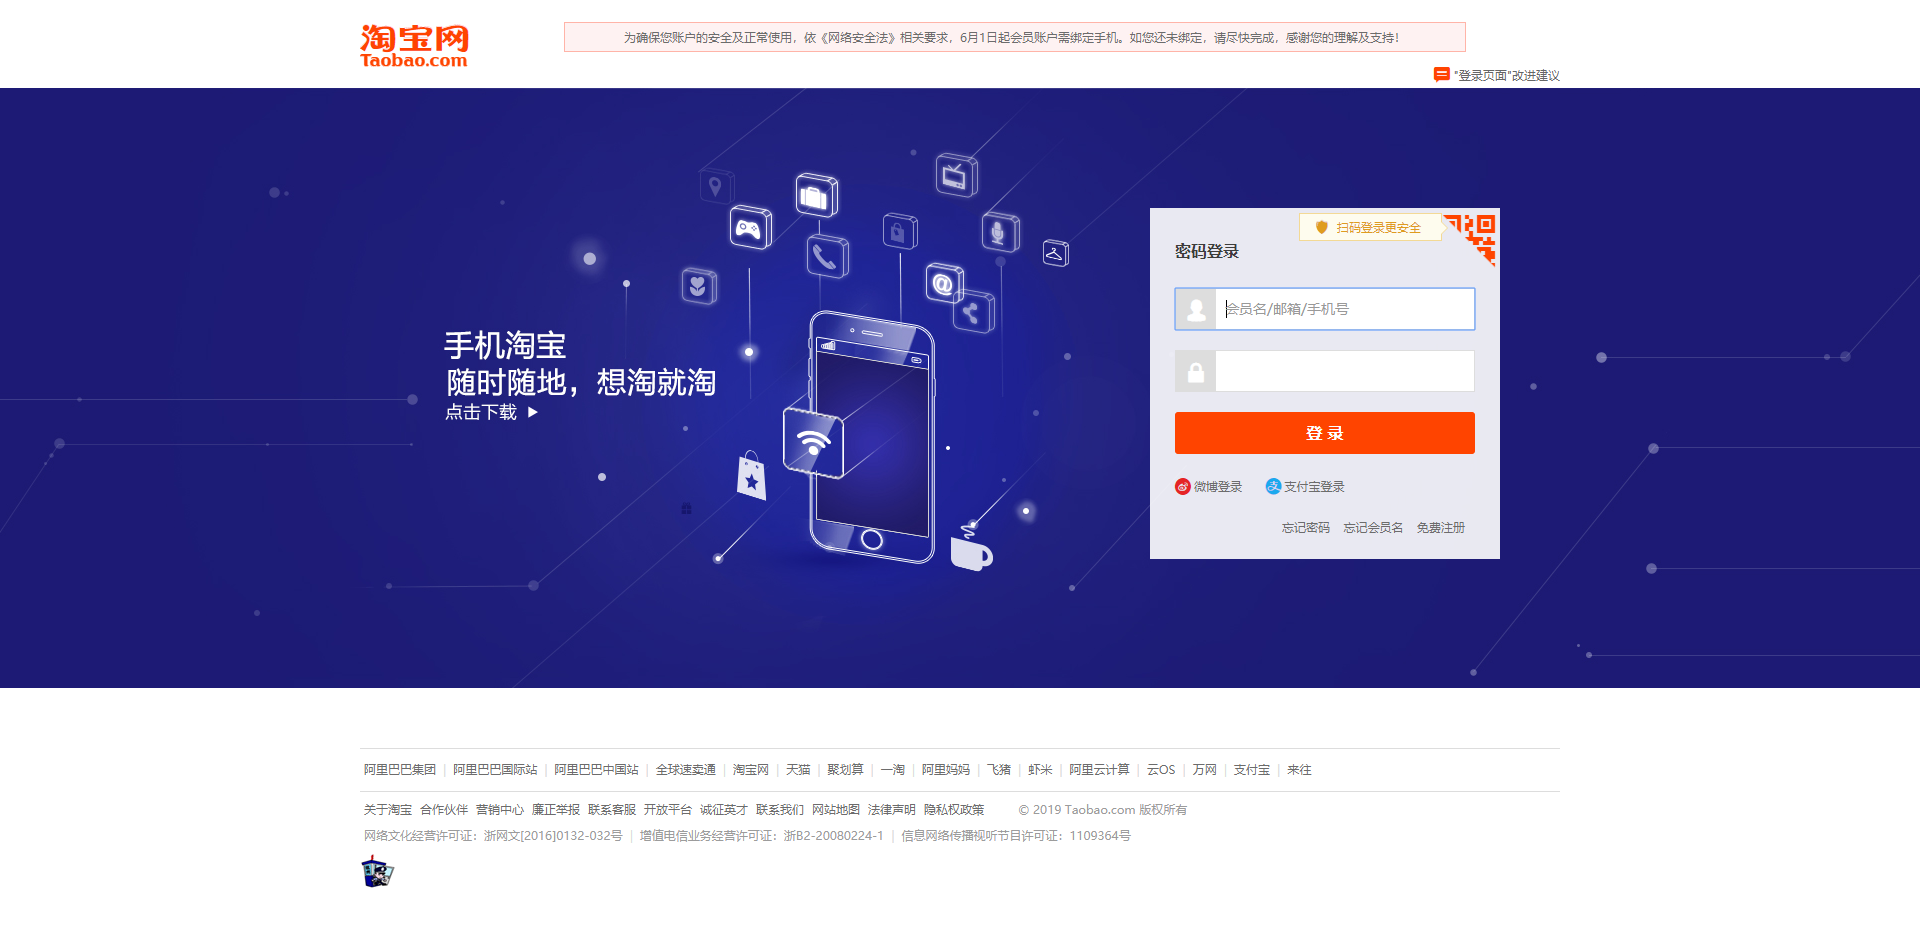 淘宝网
Taobao.com
为确保您账户的安全及正常使用，依《网络安全法》相关要求，6月1日起会员账户需绑定手机。如您还未绑定，请尽快完成，感谢您的理解及支持！
"登录页面"改进建议
扫码登录更安全
密码登录
会员名/邮箱/手机号
手机淘宝
随时随地，想淘就淘
点击下载 ▶
登 录
微博登录 支付宝登录
忘记密码 忘记会员名 免费注册
阿里巴巴集团 | 阿里巴巴国际站 | 阿里巴巴中国站 | 全球速卖通 | 淘宝网 | 天猫 | 聚划算 | 一淘 | 阿里妈妈 | 飞猪 | 虾米 | 阿里云计算 | 云OS | 万网 | 支付宝 | 来往
关于淘宝 合作伙伴 营销中心 廉正举报 联系客服 开放平台 诚征英才 联系我们 网站地图 法律声明 隐私权政策 © 2019 Taobao.com 版权所有
网络文化经营许可证：浙网文[2016]0132-032号 | 增值电信业务经营许可证：浙B2-20080224-1 | 信息网络传播视听节目许可证：1109364号